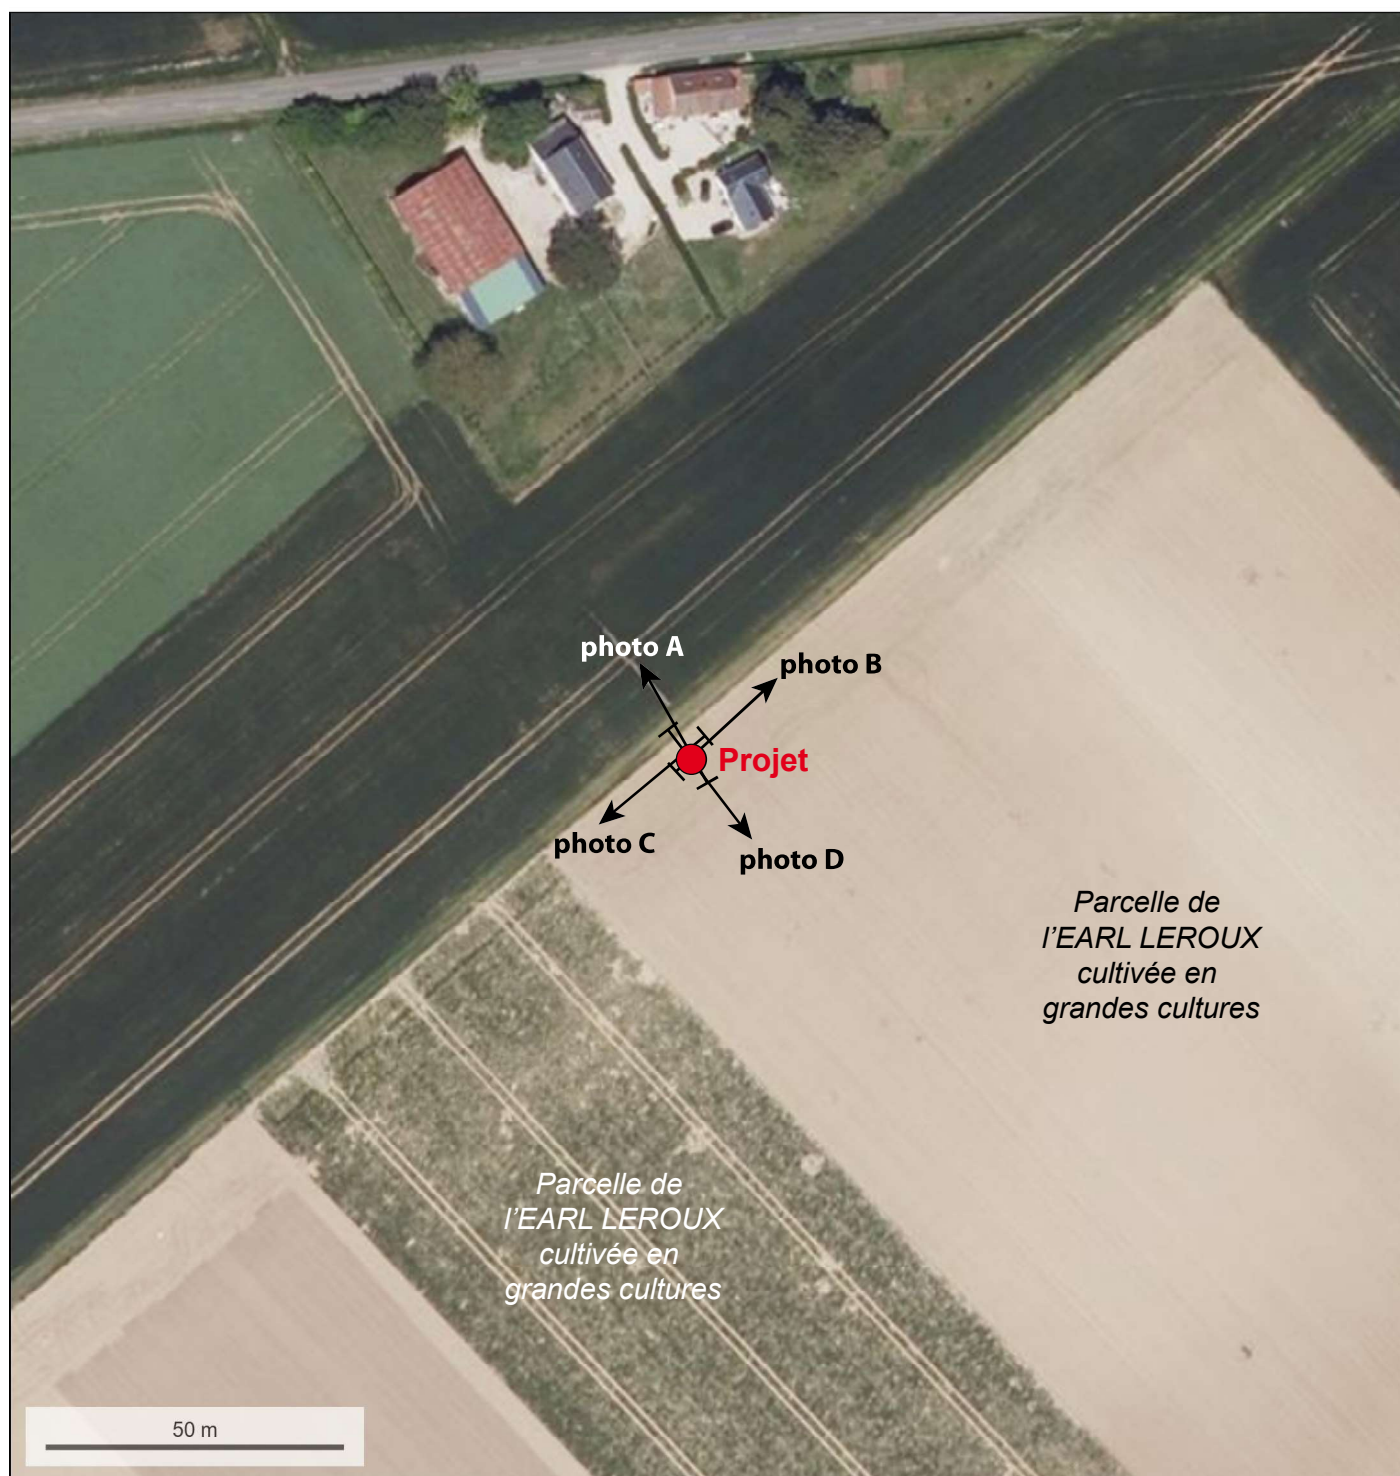 photo A
photo B
Projet
photo C
photo D
Parcelle de
l'EARL LEROUX
cultivée en
grandes cultures
Parcelle de
l'EARL LEROUX
cultivée en
grandes cultures
50 m